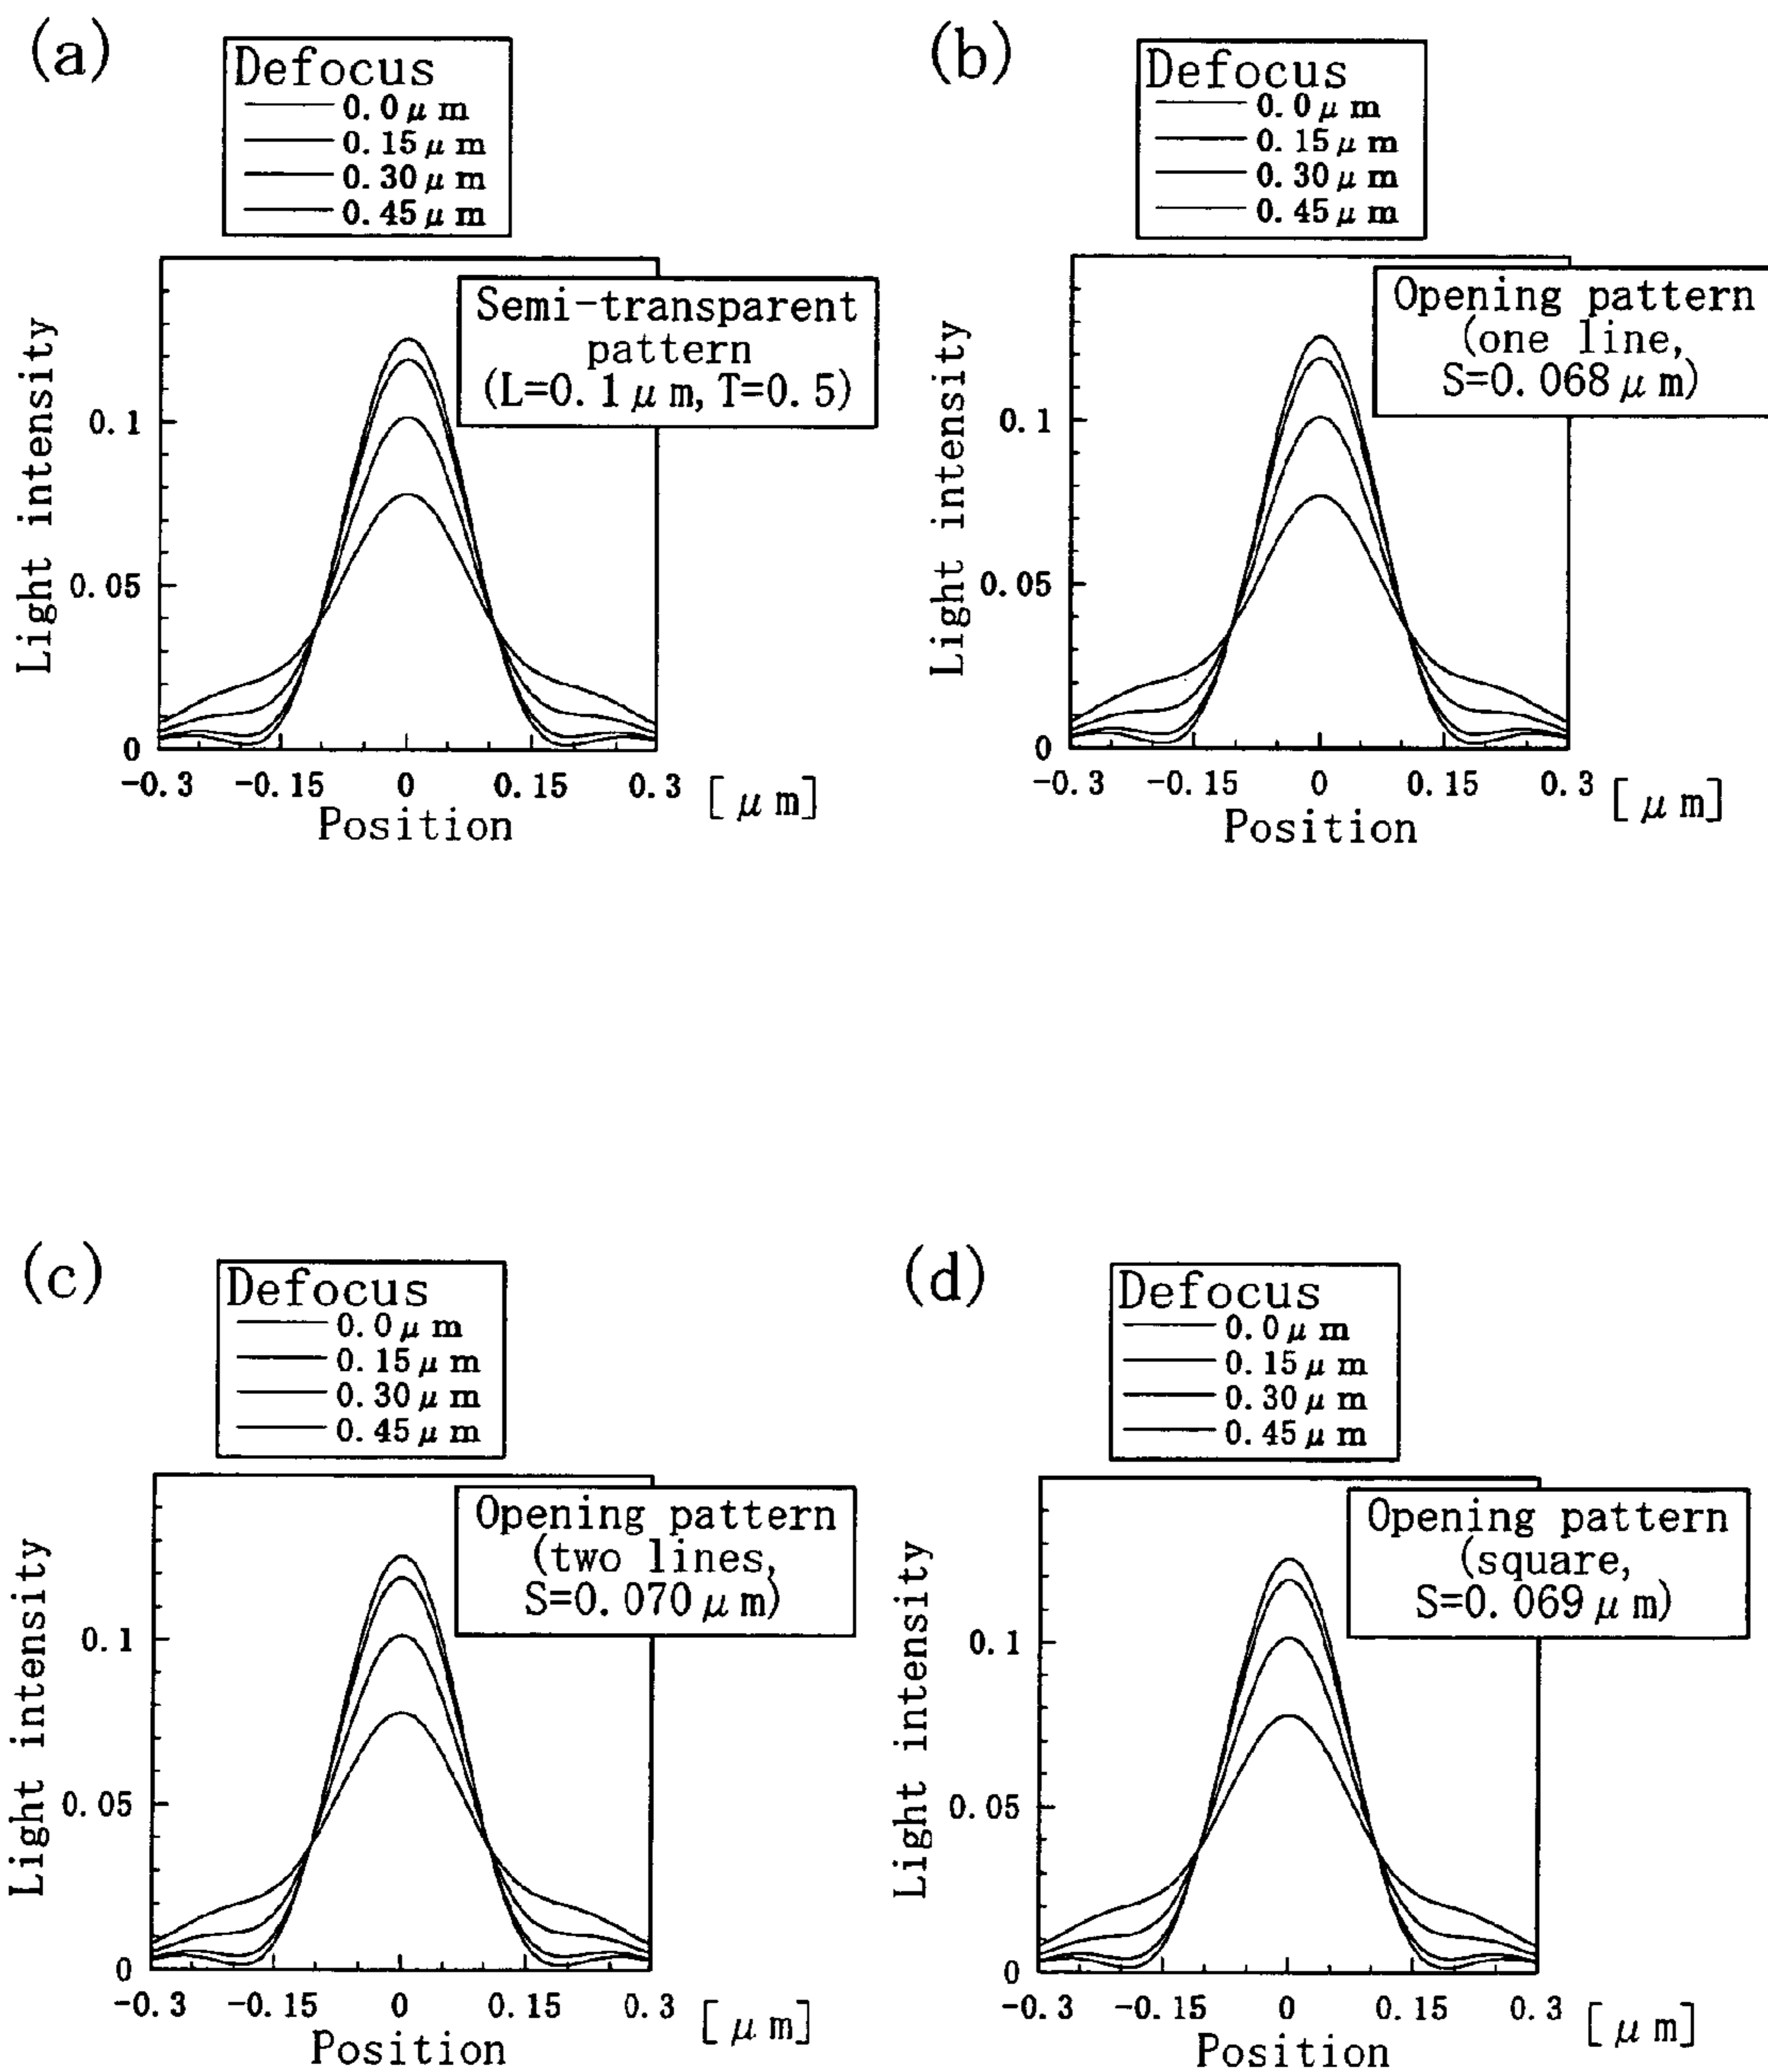 (a)
Defocus
0.0μm
0.15μm
0.30μm
0.45μm
Semi-transparent
pattern
(L=0.1μm, T=0.5)
Light intensity
0.1
0.05
0
-0.3 -0.15 0 0.15 0.3 [μm]
Position
(b)
Defocus
0.0μm
0.15μm
0.30μm
0.45μm
Opening pattern
(one line,
S=0.068μm)
Light intensity
0.1
0.05
0
-0.3 -0.15 0 0.15 0.3 [μm]
Position
(c)
Defocus
0.0μm
0.15μm
0.30μm
0.45μm
Opening pattern
(two lines,
S=0.070μm)
Light intensity
0.1
0.05
0
-0.3 -0.15 0 0.15 0.3 [μm]
Position
(d)
Defocus
0.0μm
0.15μm
0.30μm
0.45μm
Opening pattern
(square,
S=0.069μm)
Light intensity
0.1
0.05
0
-0.3 -0.15 0 0.15 0.3 [μm]
Position